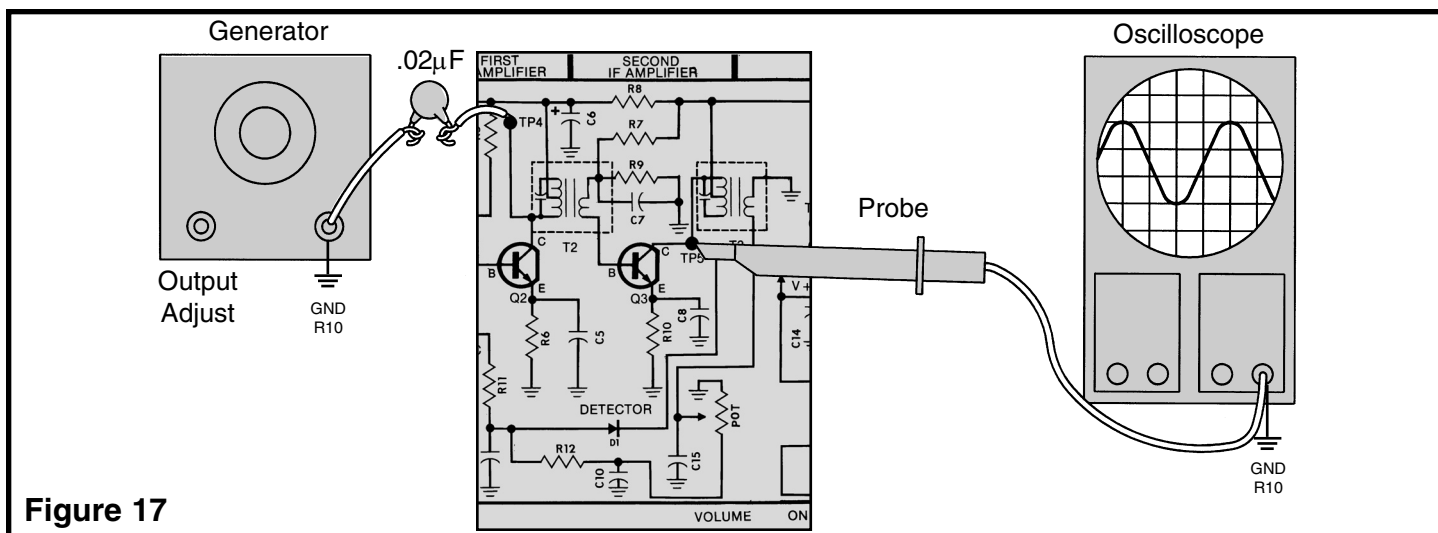 Generator
.02µF
Output
Adjust
GND
R10
FIRST
AMPLIFIER
SECOND
IF AMPLIFIER
R8
+
C6
TP4
R7
R9
C7
T2
C
B
Q2
E
C
B
Q3
E
TP5
R6
C5
R10
C8
V +
C14
R11
DETECTOR
D1
R12
C10
C15
POT
VOLUME
ON
Probe
Oscilloscope
GND
R10
Figure 17